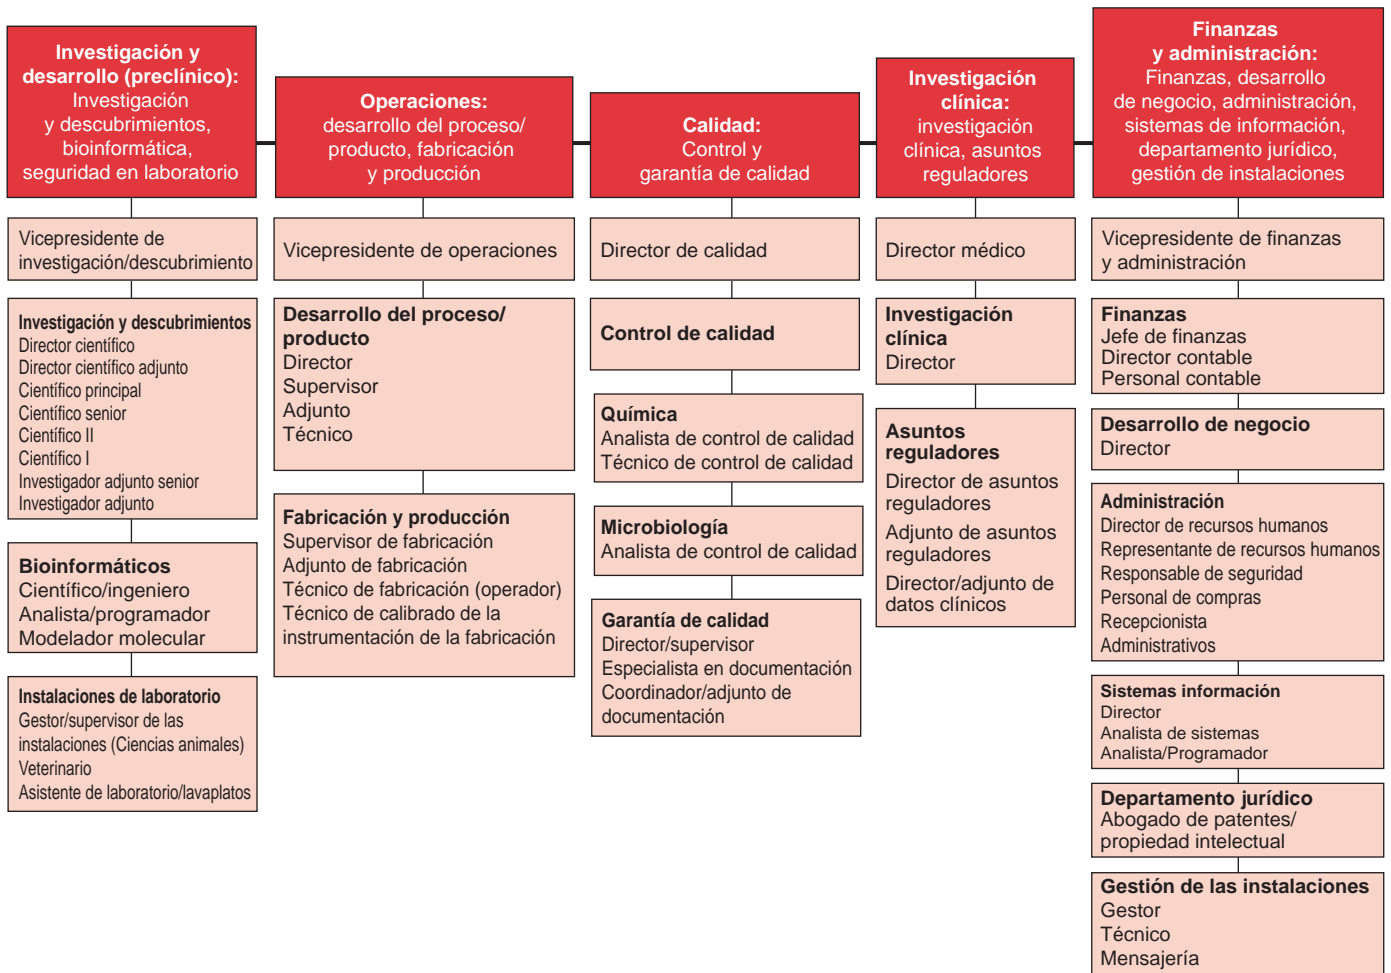 Investigación y
desarrollo (preclínico):
Investigación
y descubrimientos,
bioinformática,
seguridad en laboratorio
Vicepresidente de
investigación/descubrimiento
Investigación y descubrimientos
Director científico
Director científico adjunto
Científico principal
Científico senior
Científico II
Científico I
Investigador adjunto senior
Investigador adjunto
Bioinformáticos
Científico/ingeniero
Analista/programador
Modelador molecular
Instalaciones de laboratorio
Gestor/supervisor de las
instalaciones (Ciencias animales)
Veterinario
Asistente de laboratorio/lavaplatos
Operaciones:
desarrollo del proceso/
producto, fabricación
y producción
Vicepresidente de operaciones
Desarrollo del proceso/
producto
Director
Supervisor
Adjunto
Técnico
Fabricación y producción
Supervisor de fabricación
Adjunto de fabricación
Técnico de fabricación (operador)
Técnico de calibrado de la
instrumentación de la fabricación
Calidad:
Control y
garantía de calidad
Director de calidad
Control de calidad
Química
Analista de control de calidad
Técnico de control de calidad
Microbiología
Analista de control de calidad
Garantía de calidad
Director/supervisor
Especialista en documentación
Coordinador/adjunto de
documentación
Investigación
clínica:
investigación
clínica, asuntos
reguladores
Director médico
Investigación
clínica
Director
Asuntos
reguladores
Director de asuntos
reguladores
Adjunto de asuntos
reguladores
Director/adjunto de
datos clínicos
Finanzas
y administración:
Finanzas, desarrollo
de negocio, administración,
sistemas de información,
departamento jurídico,
gestión de instalaciones
Vicepresidente de finanzas
y administración
Finanzas
Jefe de finanzas
Director contable
Personal contable
Desarrollo de negocio
Director
Administración
Director de recursos humanos
Representante de recursos humanos
Responsable de seguridad
Personal de compras
Recepcionista
Administrativos
Sistemas información
Director
Analista de sistemas
Analista/Programador
Departamento jurídico
Abogado de patentes/
propiedad intelectual
Gestión de las instalaciones
Gestor
Técnico
Mensajería